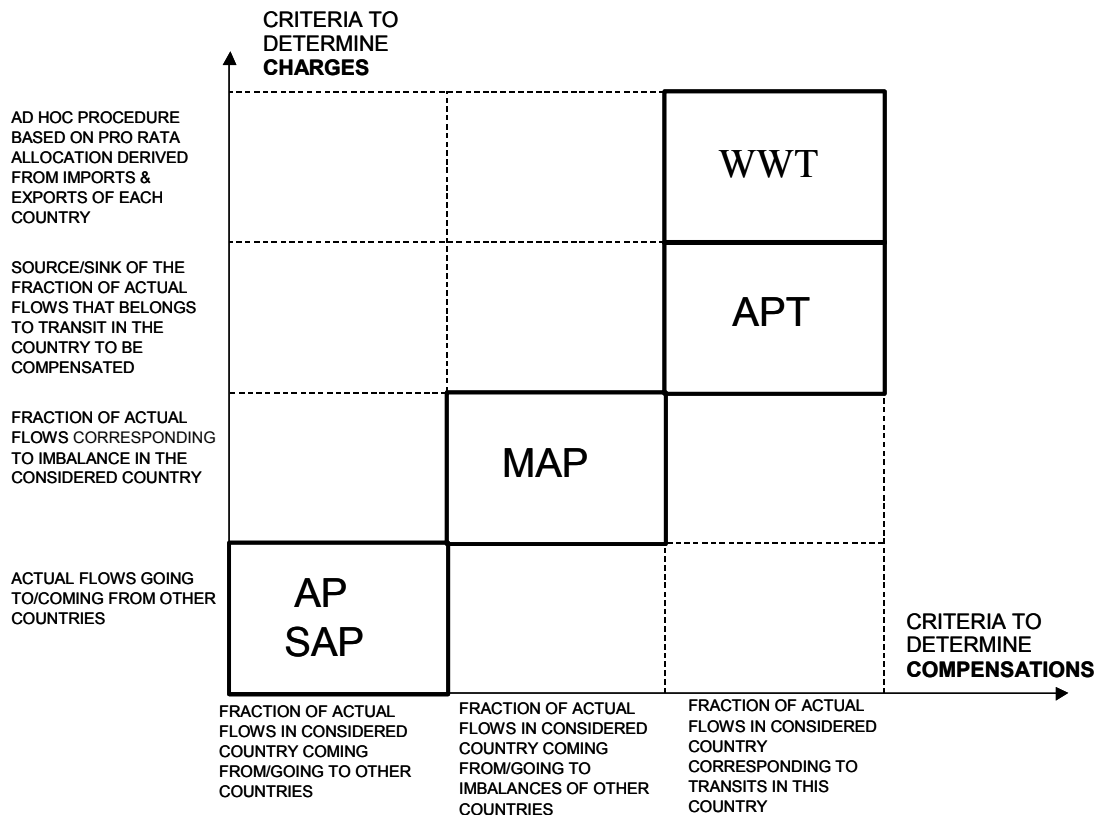 CRITERIA TO
DETERMINE
CHARGES
AD HOC PROCEDURE
BASED ON PRO RATA
ALLOCATION DERIVED
FROM IMPORTS &
EXPORTS OF EACH
COUNTRY
WWT
SOURCE/SINK OF THE
FRACTION OF ACTUAL
FLOWS THAT BELONGS
TO TRANSIT IN THE
COUNTRY TO BE
COMPENSATED
APT
FRACTION OF ACTUAL
FLOWS CORRESPONDING
TO IMBALANCE IN THE
CONSIDERED COUNTRY
MAP
ACTUAL FLOWS GOING
TO/COMING FROM OTHER
COUNTRIES
AP
SAP
CRITERIA TO
DETERMINE
COMPENSATIONS
FRACTION OF ACTUAL
FLOWS IN CONSIDERED
COUNTRY COMING
FROM/GOING TO OTHER
COUNTRIES
FRACTION OF ACTUAL
FLOWS IN CONSIDERED
COUNTRY COMING
FROM/GOING TO
IMBALANCES OF OTHER
COUNTRIES
FRACTION OF ACTUAL
FLOWS IN CONSIDERED
COUNTRY
CORRESPONDING TO
TRANSITS IN THIS
COUNTRY